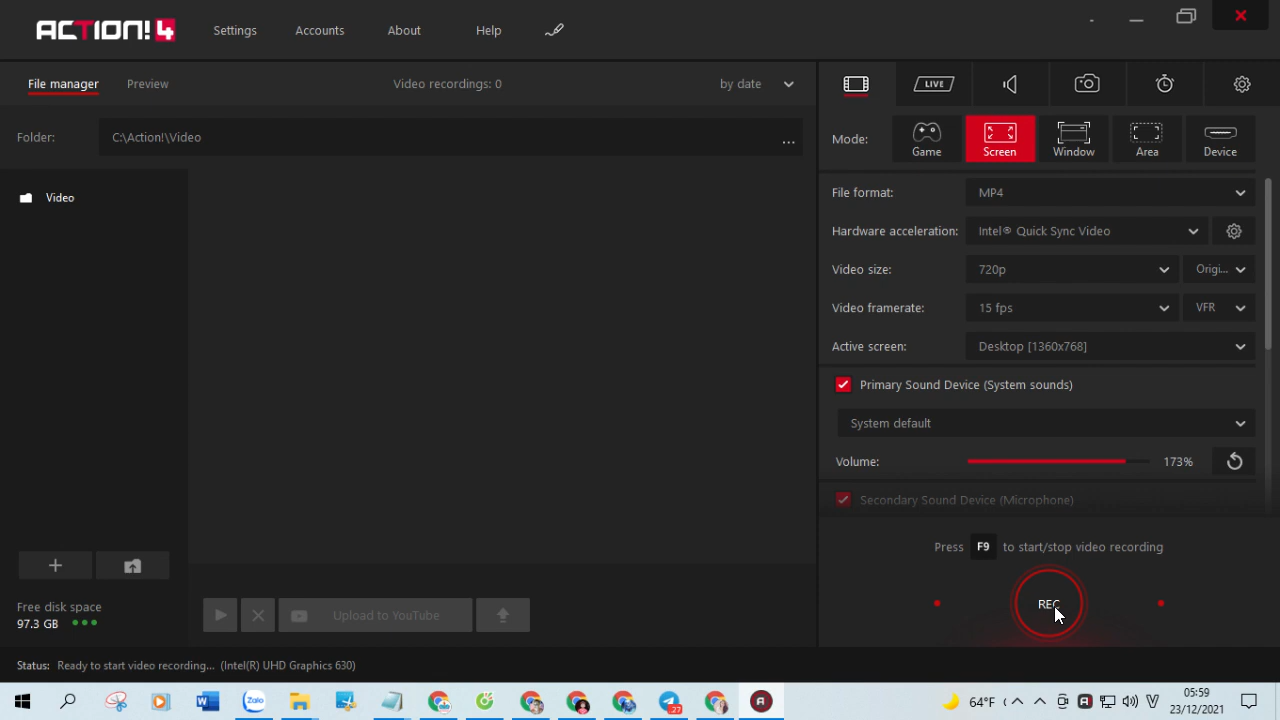 ACTION! 4
Settings
Accounts
About
Help
File manager
Preview
Video recordings: 0
by date
LIVE
Folder:
C:\Action!\Video
...
Mode:
Game
Screen
Window
Area
Device
Video
File format:
MP4
Hardware acceleration:
Intel® Quick Sync Video
Video size:
720p
Origi...
Video framerate:
15 fps
VFR
Active screen:
Desktop [1360x768]
Primary Sound Device (System sounds)
System default
Volume:
173%
Secondary Sound Device (Microphone)
Press F9 to start/stop video recording
REC
Free disk space
97.3 GB
Upload to YouTube
Status: Ready to start video recording... (Intel(R) UHD Graphics 630)
Zalo
27
64°F
05:59
23/12/2021